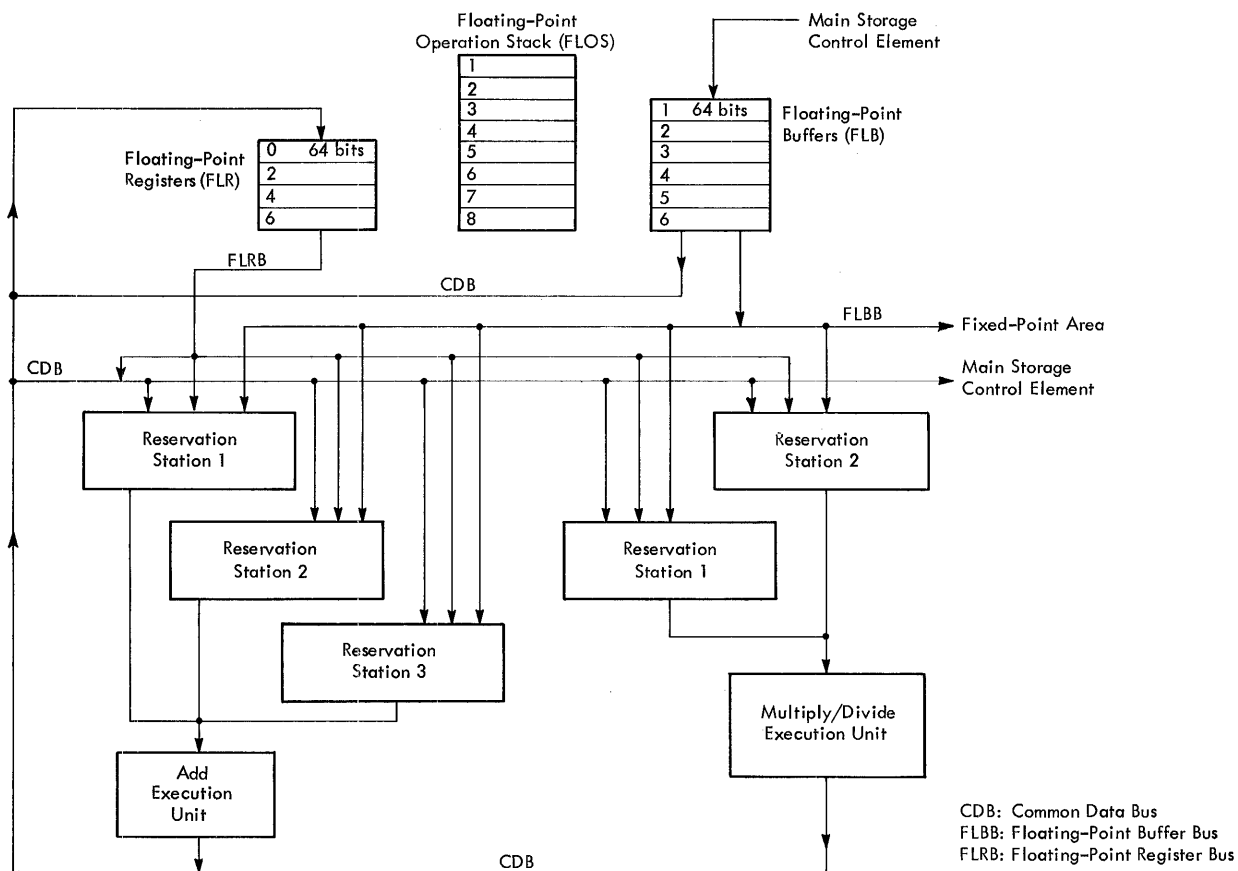 Floating-Point
Operation Stack (FLOS)
1
2
3
4
5
6
7
8
Main Storage
Control Element
1 64 bits
2
3
4
5
6
Floating-Point
Buffers (FLB)
Floating-Point
Registers (FLR)
0 64 bits
2
4
6
FLRB
CDB
FLBB
Fixed-Point Area
CDB
Main Storage
Control Element
Reservation
Station 1
Reservation
Station 2
Reservation
Station 2
Reservation
Station 1
Reservation
Station 3
Multiply/Divide
Execution Unit
Add
Execution
Unit
CDB
CDB: Common Data Bus
FLBB: Floating-Point Buffer Bus
FLRB: Floating-Point Register Bus